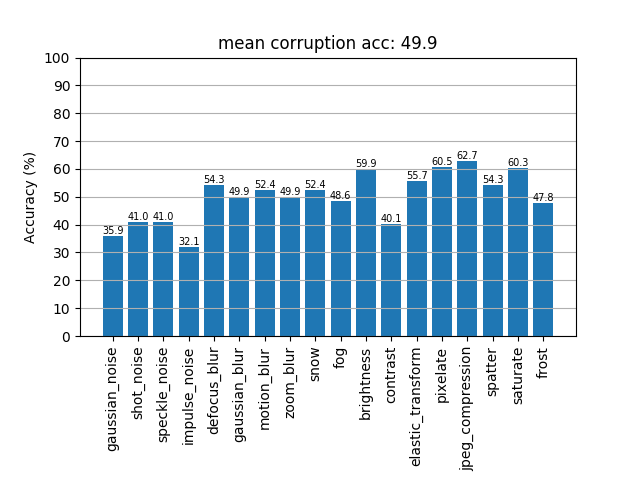 mean corruption acc: 49.9
Accuracy (%)
100
90
80
70
60
50
40
30
20
10
0
35.9
41.0
41.0
32.1
54.3
49.9
52.4
49.9
52.4
48.6
59.9
40.1
55.7
60.5
62.7
54.3
60.3
47.8
gaussian_noise
shot_noise
speckle_noise
impulse_noise
defocus_blur
gaussian_blur
motion_blur
zoom_blur
snow
fog
brightness
contrast
elastic_transform
pixelate
jpeg_compression
spatter
saturate
frost